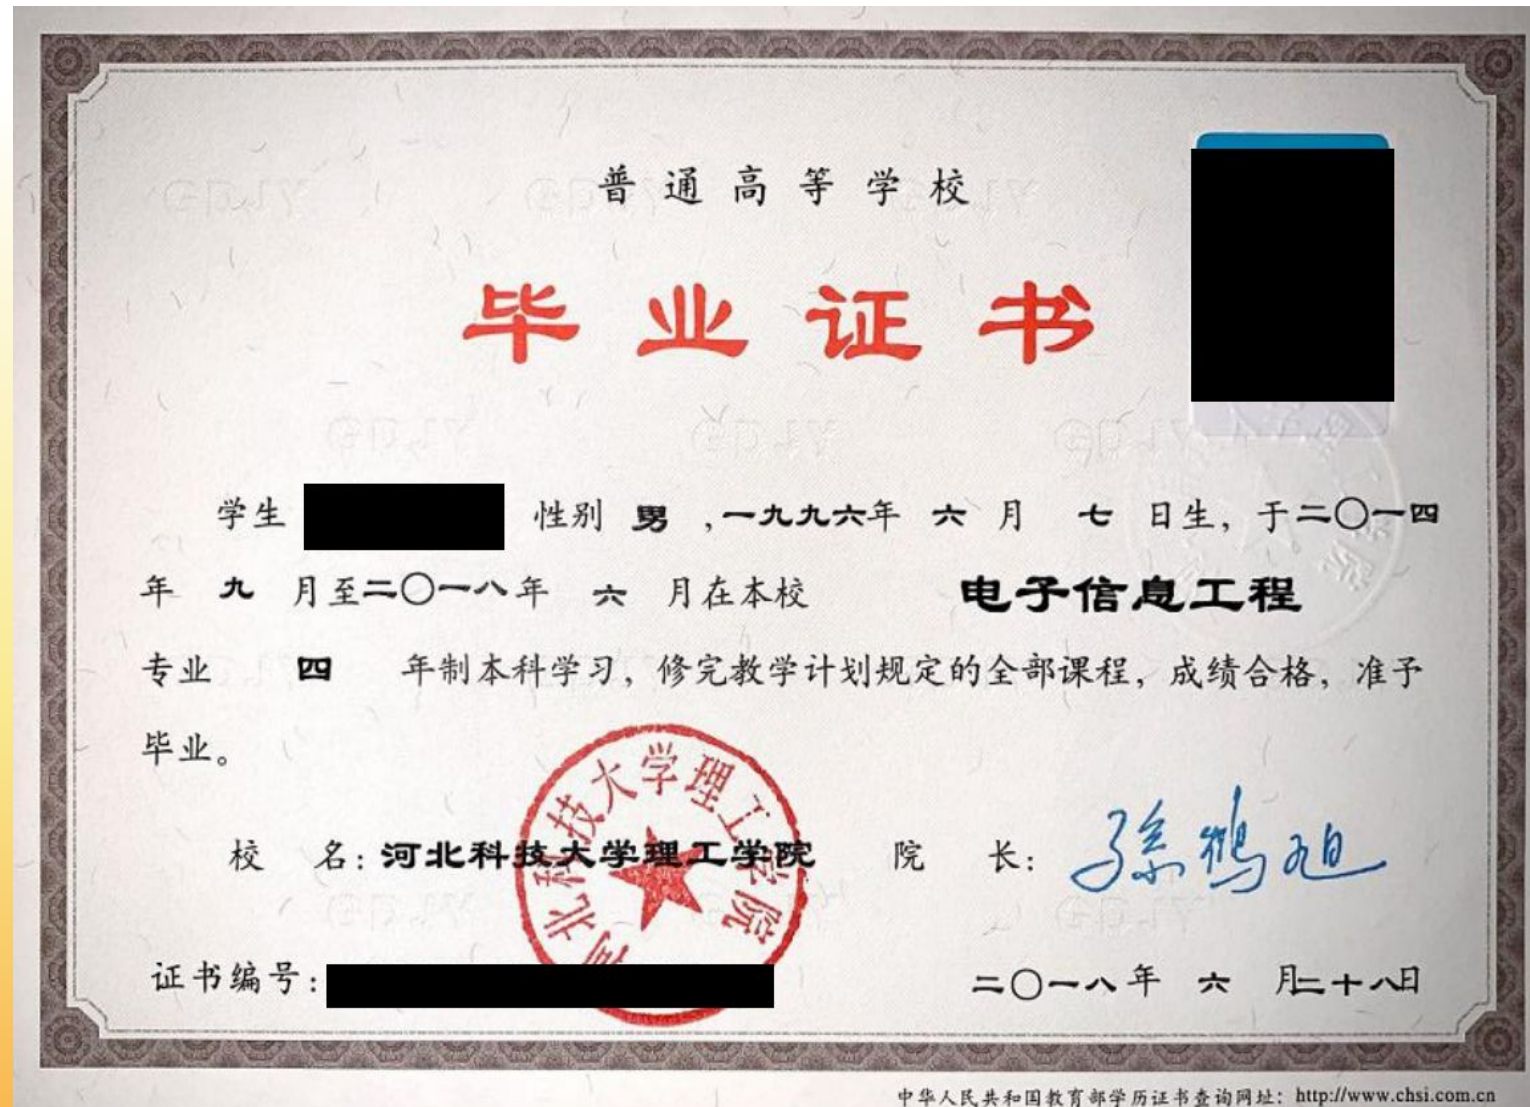 普通高等学校
毕业证书
学生 性别 男 ,一九九六年 六 月 七 日生，于二〇一四
年 九 月至二〇一八年 六 月在本校 电子信息工程
专业 四 年制本科学习，修完教学计划规定的全部课程，成绩合格，准予
毕业。
河北科技大学理工学院
校 名：河北科技大学理工学院 院 长：孙鹤旭
证书编号：
二〇一八年 六 月二十八日
中华人民共和国教育部学历证书查询网址：http://www.chsi.com.cn